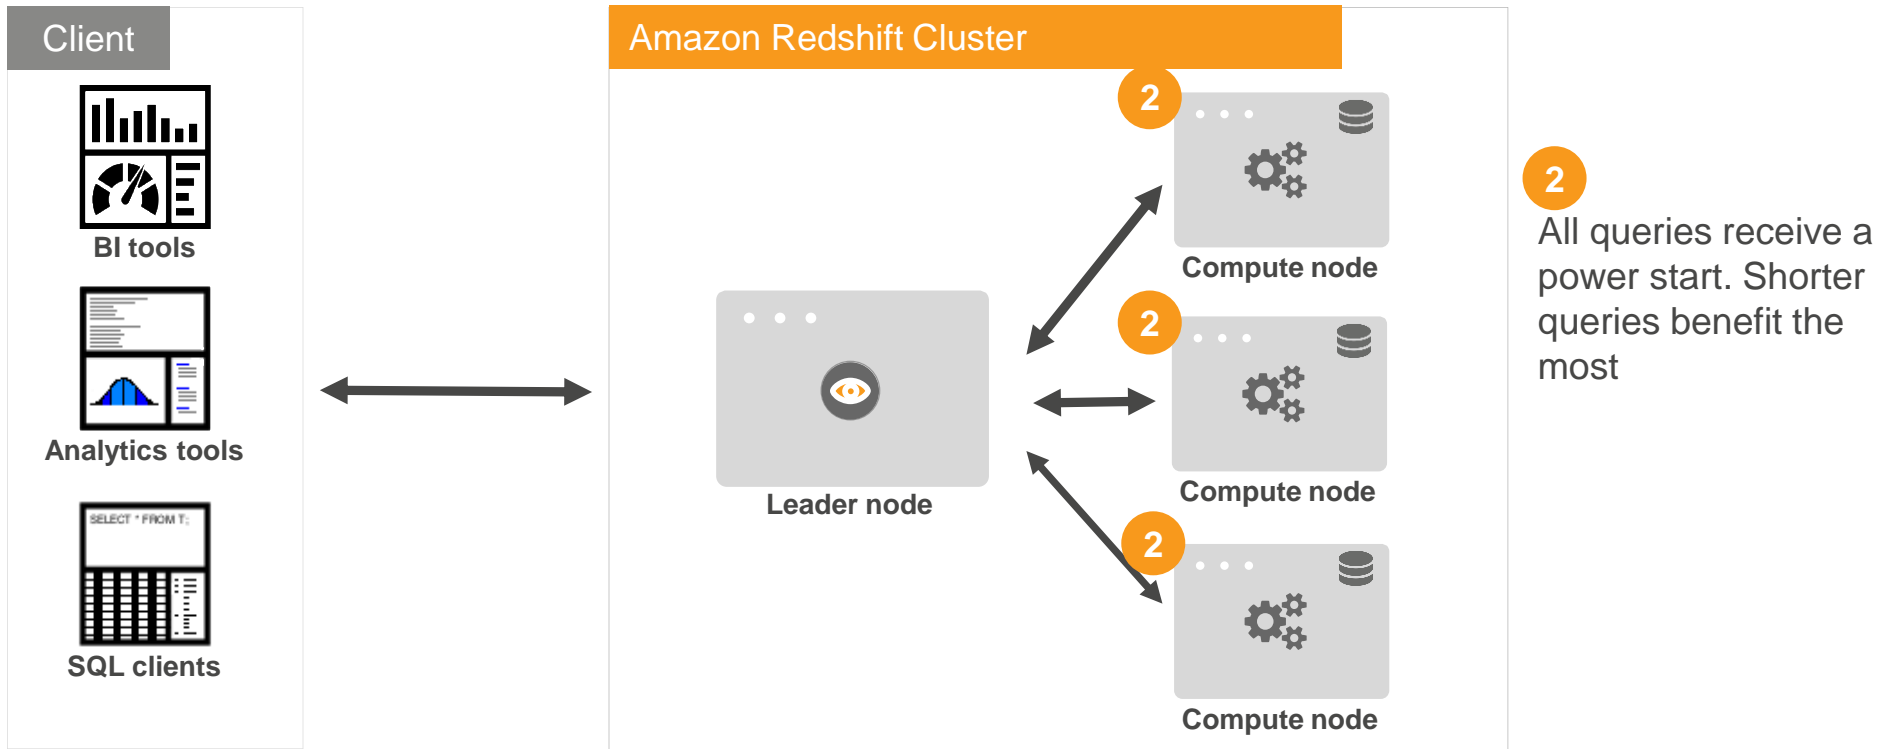 Client
BI tools
Analytics tools
SELECT * FROM T;
SQL clients
Amazon Redshift Cluster
Leader node
2
Compute node
2
Compute node
2
Compute node
2
All queries receive a
power start. Shorter
queries benefit the
most